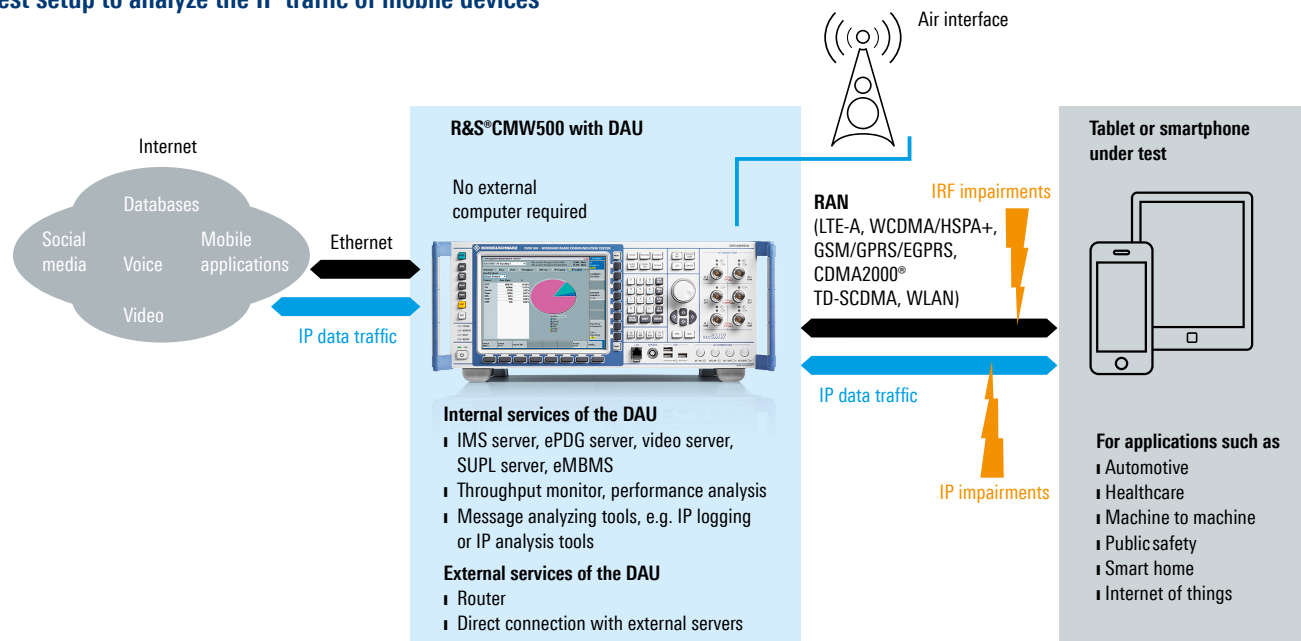 est setup to analyze the IP traffic of mobile devices
Air interface
Internet
Databases
Social
media
Voice
Mobile
applications
Video
Ethernet
IP data traffic
R&S®CMW500 with DAU
No external
computer required
ROHDE&SCHWARZ
Internal services of the DAU
ı IMS server, ePDG server, video server,
SUPL server, eMBMS
ı Throughput monitor, performance analysis
ı Message analyzing tools, e.g. IP logging
or IP analysis tools
External services of the DAU
ı Router
ı Direct connection with external servers
RAN
(LTE-A, WCDMA/HSPA+,
GSM/GPRS/EGPRS,
CDMA2000®
TD-SCDMA, WLAN)
IRF impairments
IP data traffic
IP impairments
Tablet or smartphone
under test
For applications such as
ı Automotive
ı Healthcare
ı Machine to machine
ı Public safety
ı Smart home
ı Internet of things